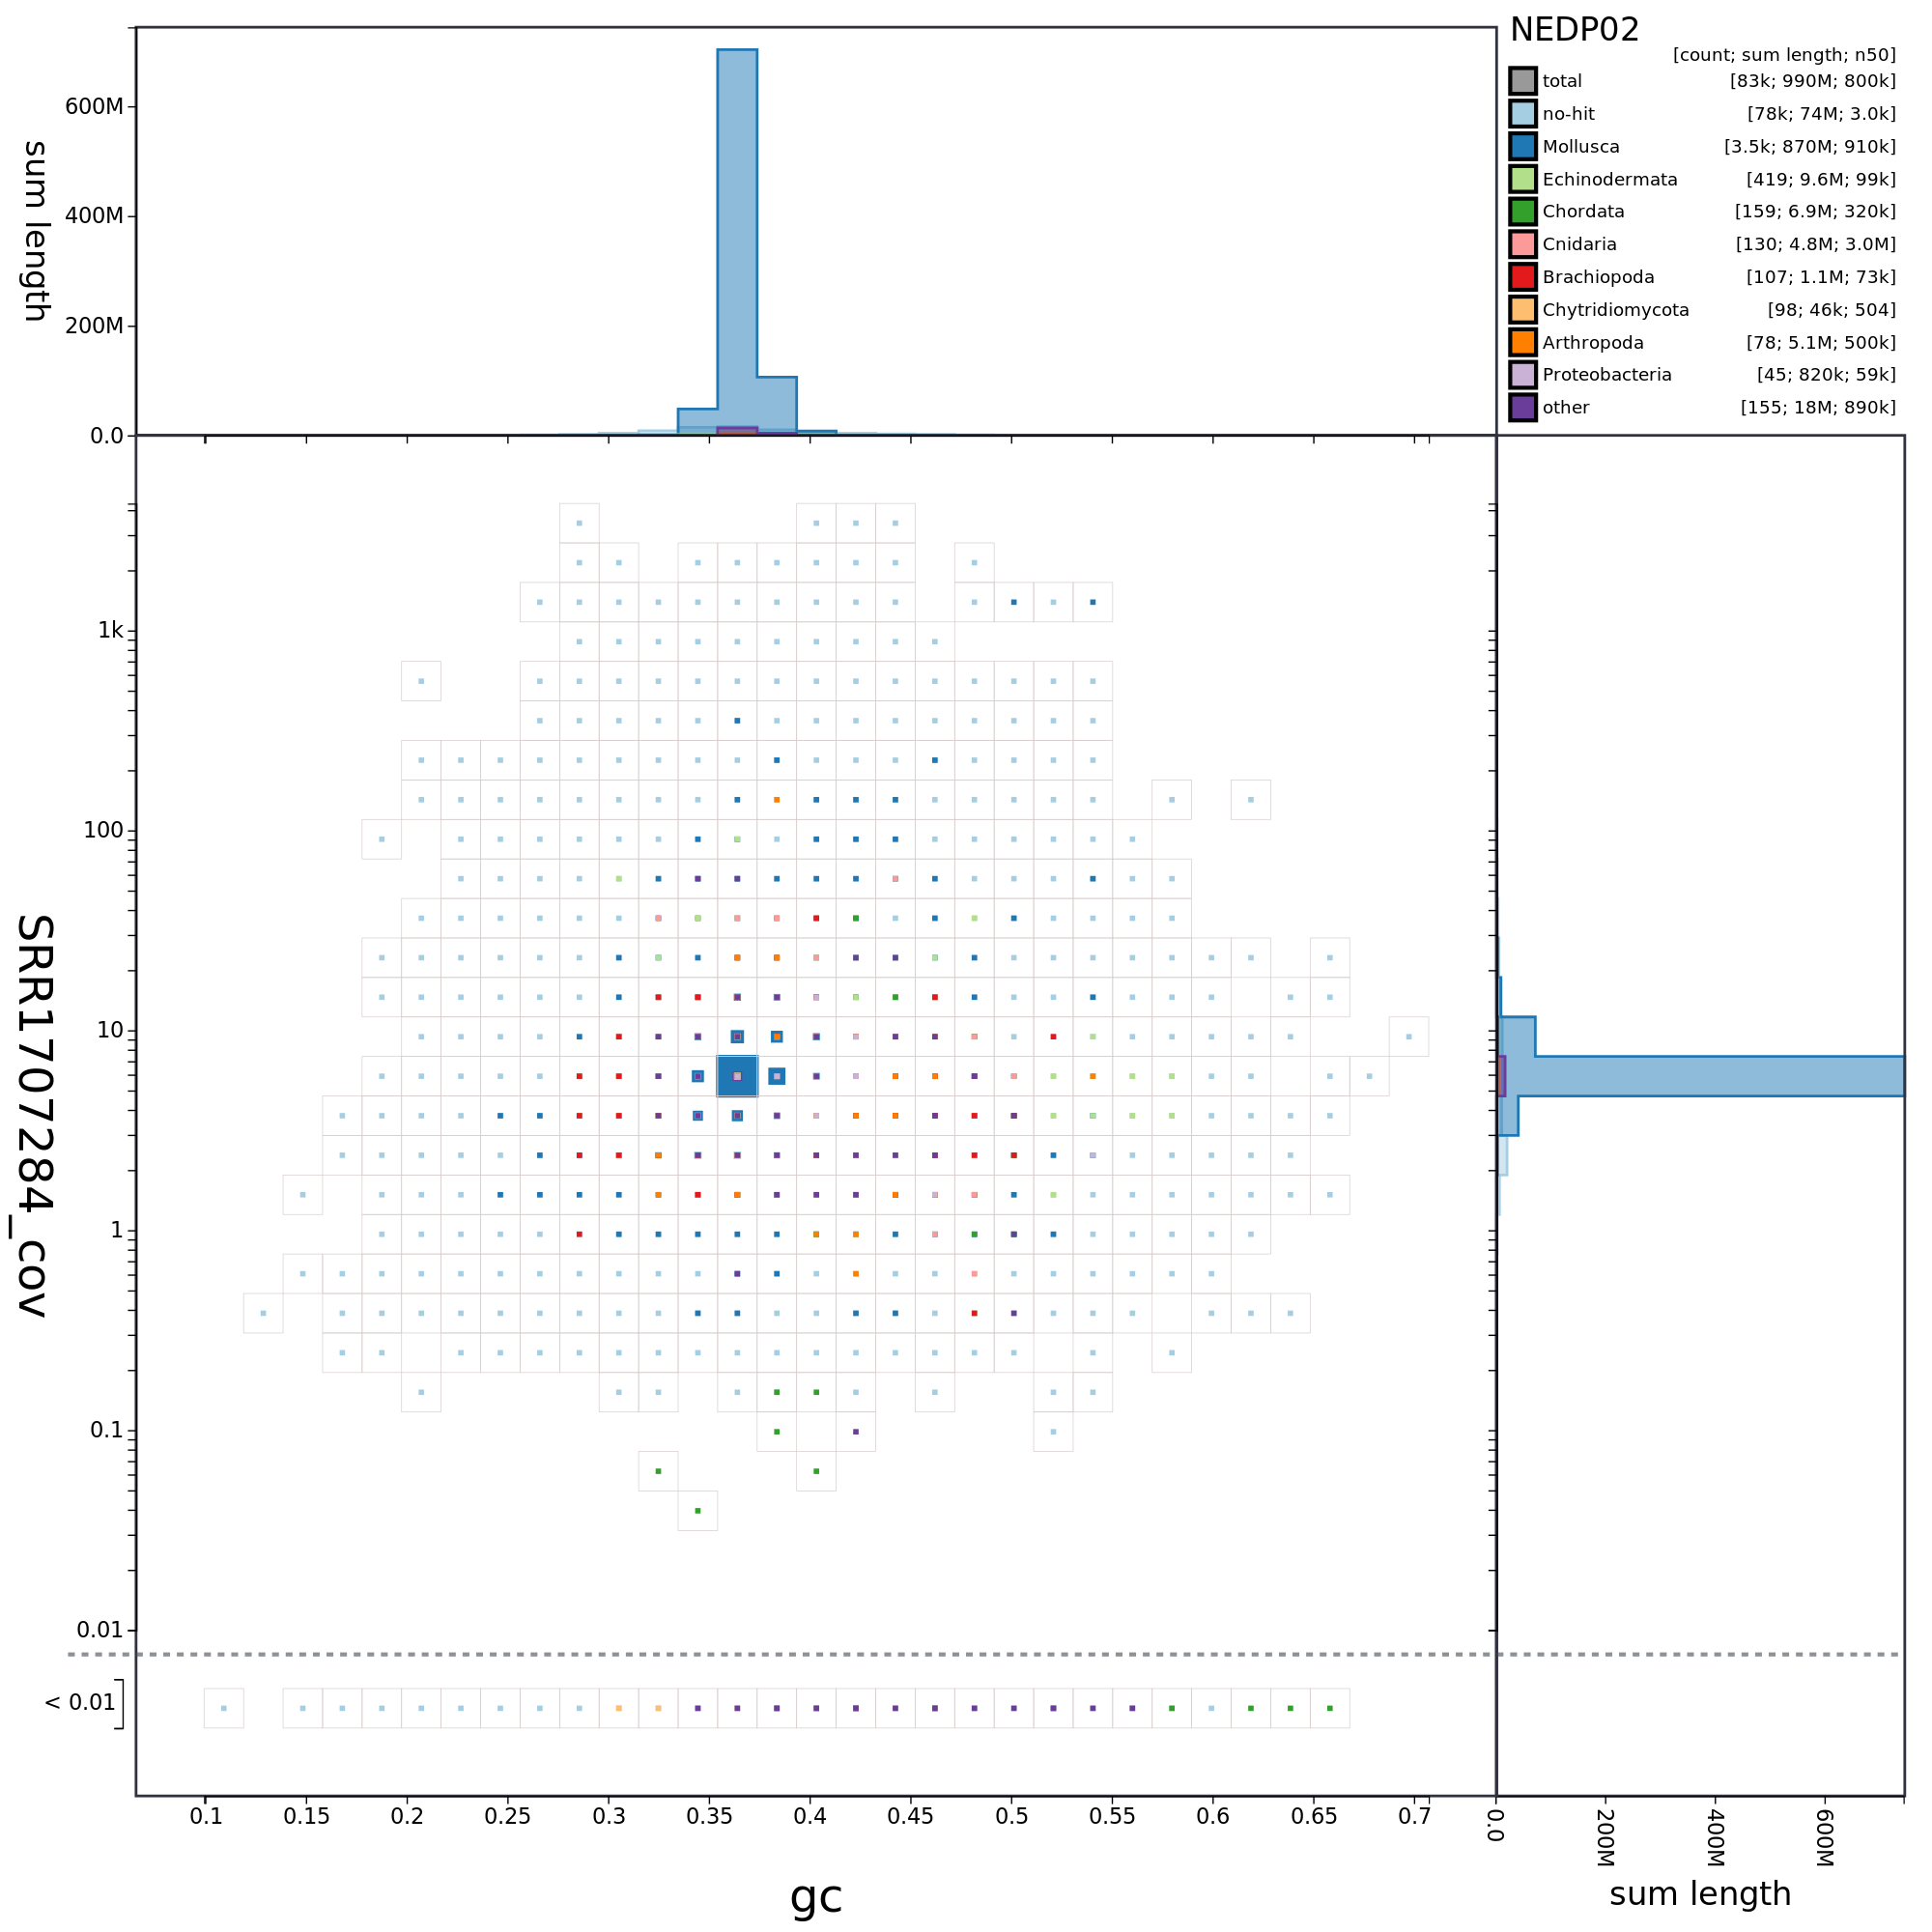 NEDP02
[count; sum length; n50]
total [83k; 990M; 800k]
no-hit [78k; 74M; 3.0k]
Mollusca [3.5k; 870M; 910k]
Echinodermata [419; 9.6M; 99k]
Chordata [159; 6.9M; 320k]
Cnidaria [130; 4.8M; 3.0M]
Brachiopoda [107; 1.1M; 73k]
Chytridiomycota [98; 46k; 504]
Arthropoda [78; 5.1M; 500k]
Proteobacteria [45; 820k; 59k]
other [155; 18M; 890k]
sum length
600M
400M
200M
0.0
SRR1707284_cov
1k
100
10
1
0.1
0.01
< 0.01
0.1 0.15 0.2 0.25 0.3 0.35 0.4 0.45 0.5 0.55 0.6 0.65 0.7
gc
0.0 200M 400M 600M
sum length